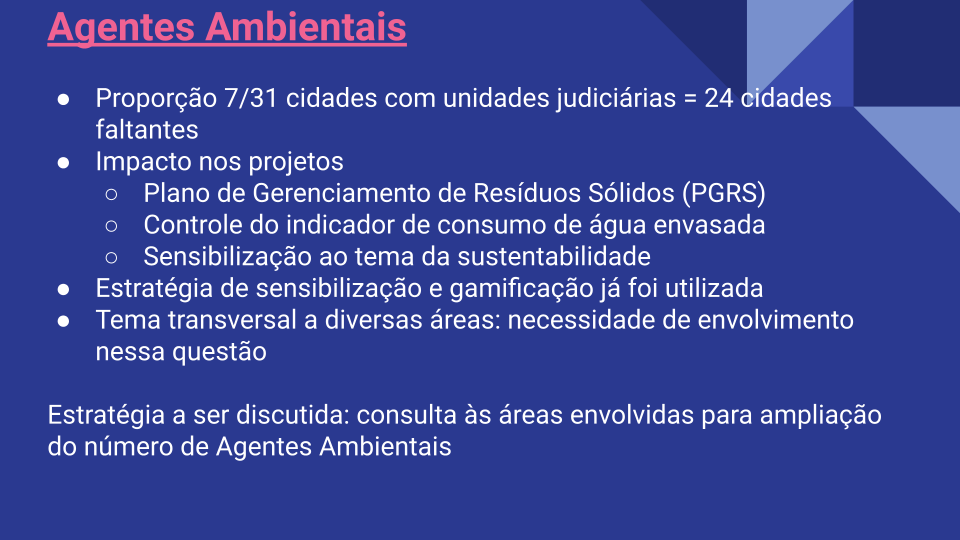 Agentes Ambientais
● Proporção 7/31 cidades com unidades judiciárias = 24 cidades
faltantes
● Impacto nos projetos
○ Plano de Gerenciamento de Resíduos Sólidos (PGRS)
○ Controle do indicador de consumo de água envasada
○ Sensibilização ao tema da sustentabilidade
● Estratégia de sensibilização e gamificação já foi utilizada
● Tema transversal a diversas áreas: necessidade de envolvimento
nessa questão
Estratégia a ser discutida: consulta às áreas envolvidas para ampliação
do número de Agentes Ambientais